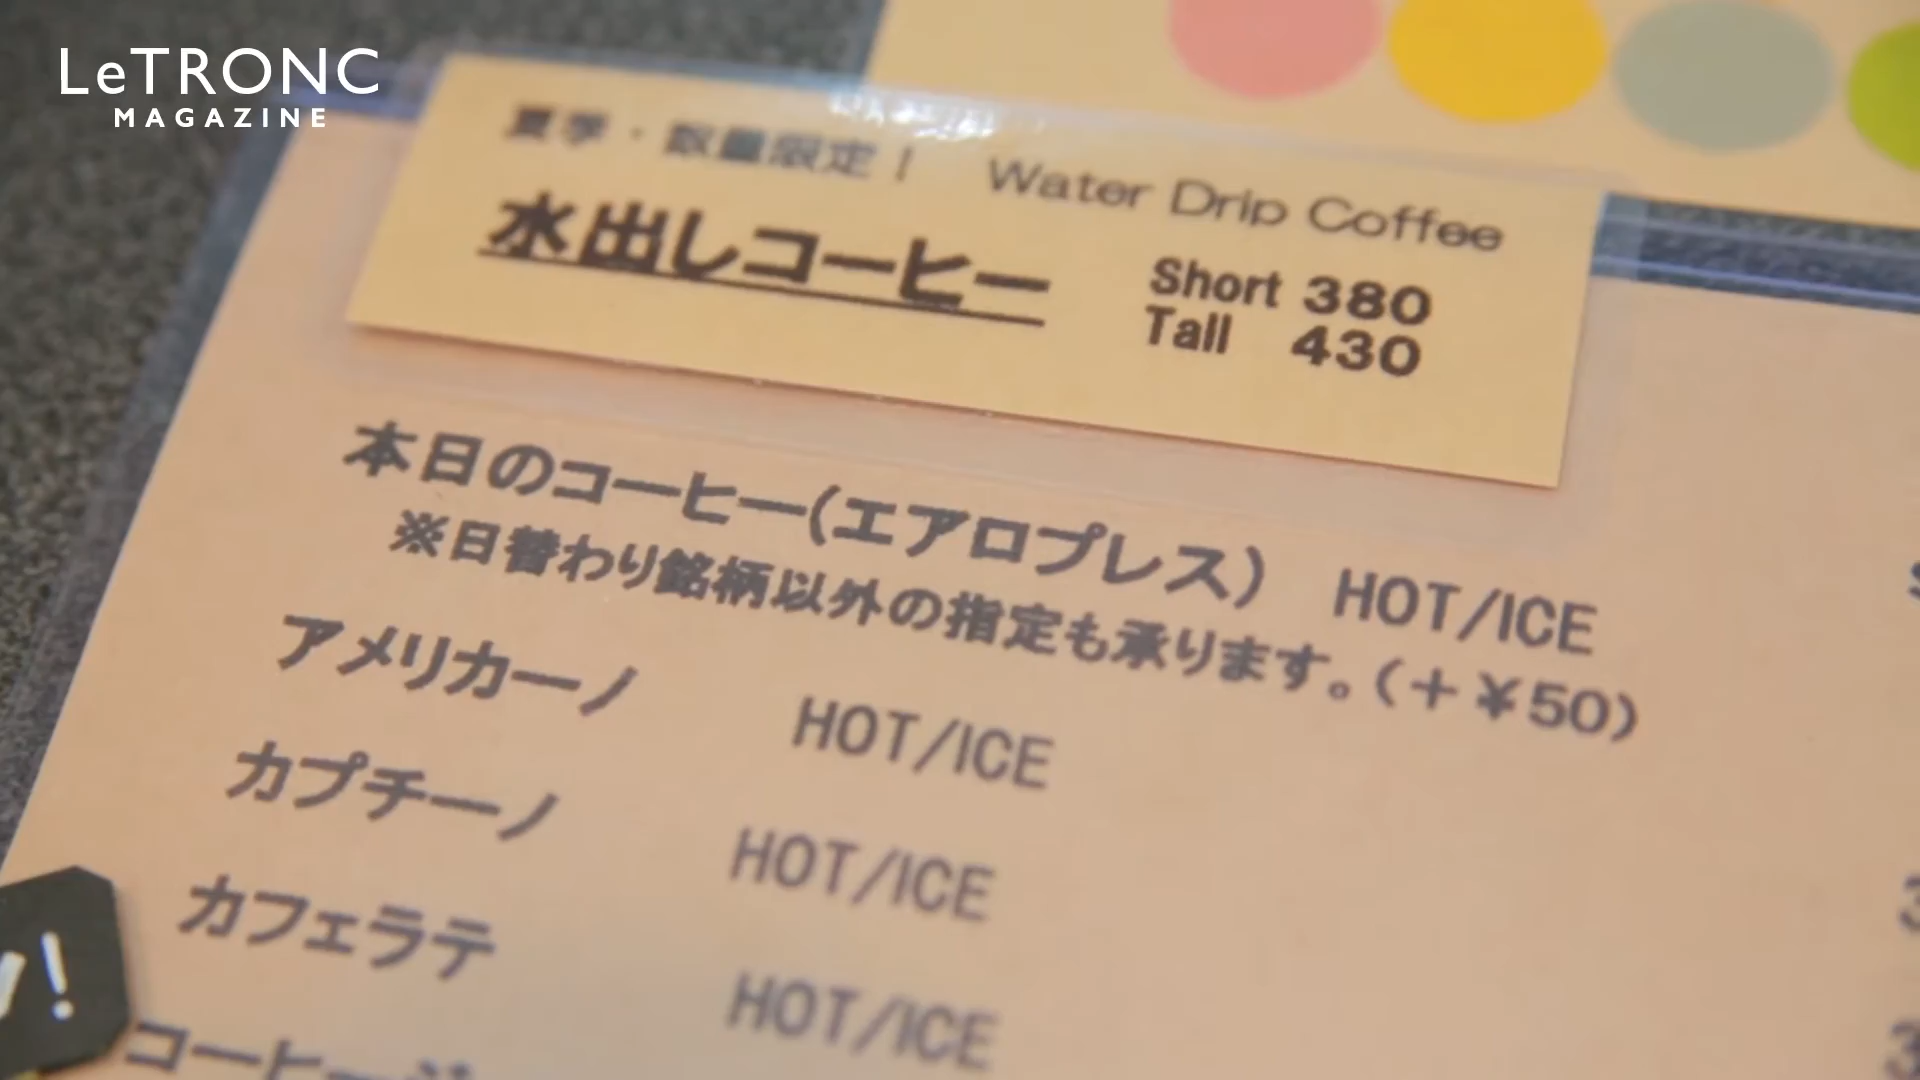 LeTRONC
MAGAZINE
夏季・数量限定! Water Drip Coffee
水出しコーヒー Short 380
Tall 430
本日のコーヒー(エアロプレス) HOT/ICE
※日替わり銘柄以外の指定も承ります。(+¥50)
アメリカーノ HOT/ICE
カプチーノ HOT/ICE
カフェラテ HOT/ICE